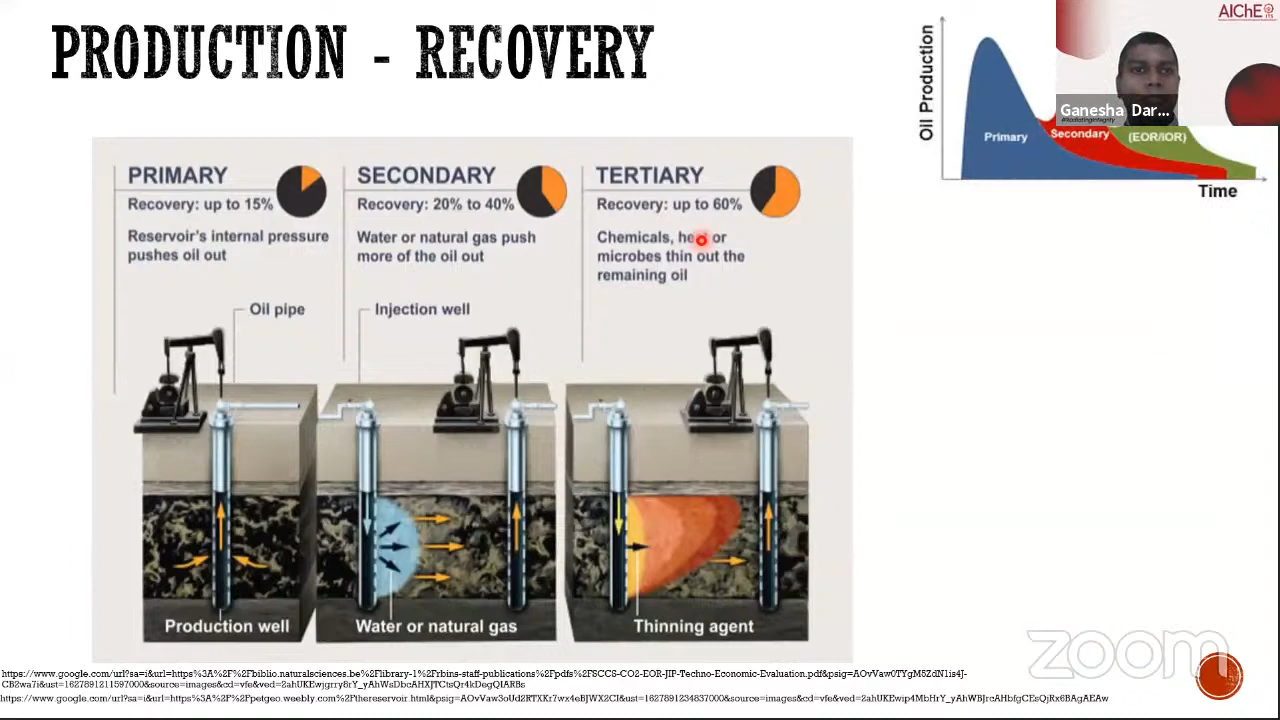 PRODUCTION - RECOVERY
AIChE
ITS
Oil Production
Primary
Secondary
(EOR/IOR)
Time
Ganesha Dar...
#RadiatingIntegrity
PRIMARY
Recovery: up to 15%
Reservoir's internal pressure
pushes oil out
SECONDARY
Recovery: 20% to 40%
Water or natural gas push
more of the oil out
TERTIARY
Recovery: up to 60%
Chemicals, or
microbes thin out the
remaining oil
Oil pipe
Injection well
Production well
Water or natural gas
Thinning agent
zoom